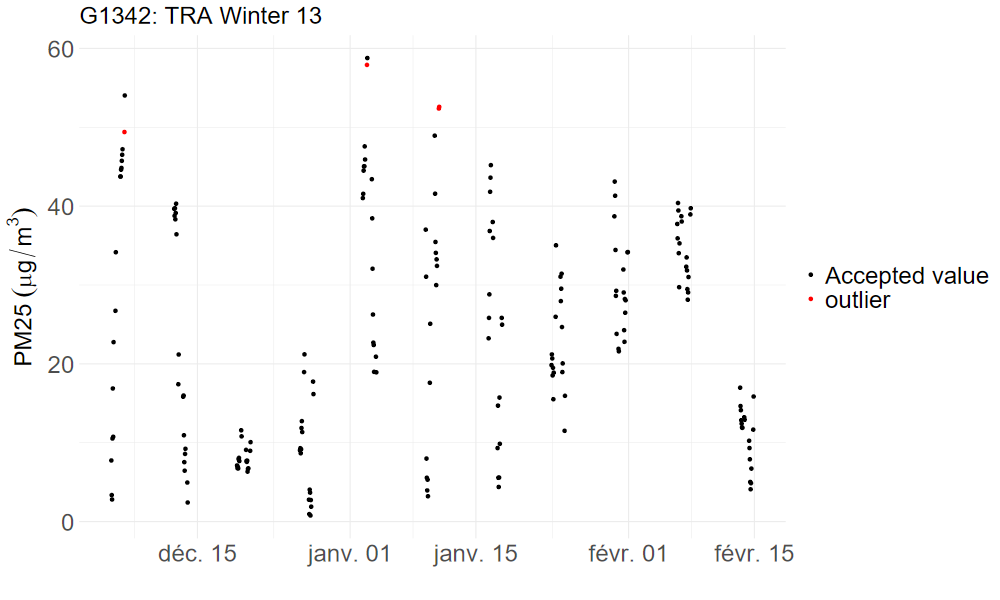 G1342: TRA Winter 13
60
40
20
0
PM25 (μg/m³)
déc. 15
janv. 01
janv. 15
févr. 01
févr. 15
Accepted value
outlier